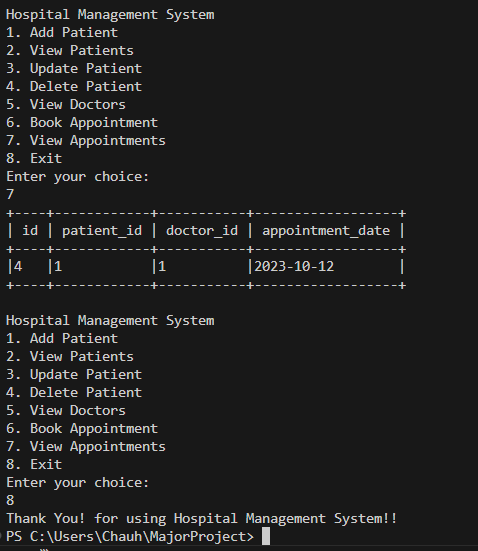 Hospital Management System
1. Add Patient
2. View Patients
3. Update Patient
4. Delete Patient
5. View Doctors
6. Book Appointment
7. View Appointments
8. Exit
Enter your choice:
7
+----+------------+-----------+------------------+
| id | patient_id | doctor_id | appointment_date |
+----+------------+-----------+------------------+
|4   |1           |1          |2023-10-12        |
+----+------------+-----------+------------------+

Hospital Management System
1. Add Patient
2. View Patients
3. Update Patient
4. Delete Patient
5. View Doctors
6. Book Appointment
7. View Appointments
8. Exit
Enter your choice:
8
Thank You! for using Hospital Management System!!
PS C:\Users\Chauh\MajorProject>